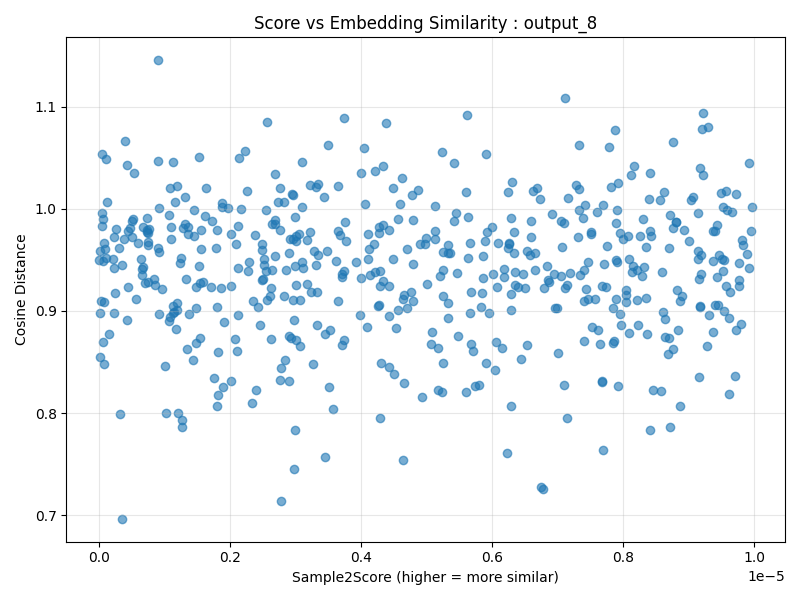 Score vs Embedding Similarity : output_8
Cosine Distance
1.1
1.0
0.9
0.8
0.7
0.0 0.2 0.4 0.6 0.8 1.0
1e−5
Sample2Score (higher = more similar)